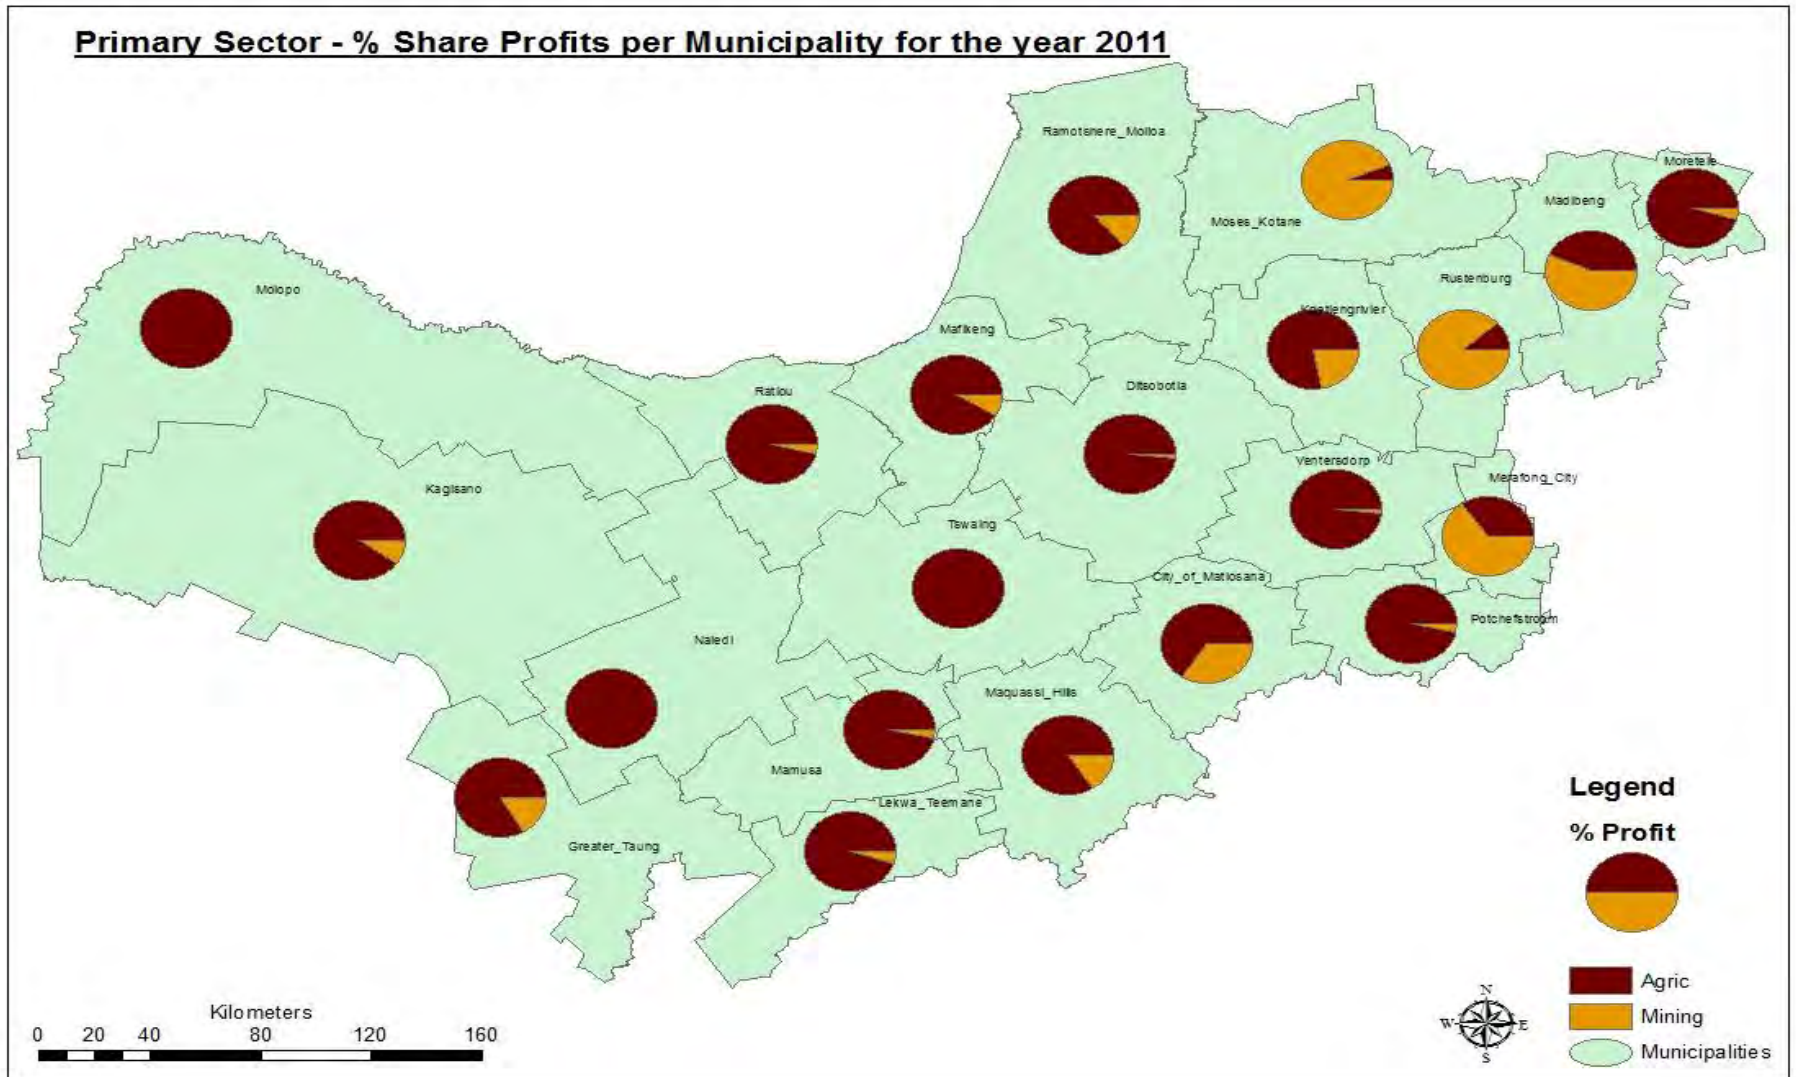 Primary Sector - % Share Profits per Municipality for the year 2011
Ramotsnere_Molloa
Moretele
Madibeng
Moses_Kotane
Rustenburg
Molopo
Kgetlengrivier
Mafikeng
Ditsobotla
Ratlou
Ventersdorp
Merafong_City
Kagisano
Tswaing
City_of_Matlosana
Potchefstroom
Naledi
Maquassi_Hills
Mamusa
Lekwa_Teemane
Greater_Taung
Legend
% Profit
Agric
Mining
Municipalities
N
W E
S
Kilometers
0 20 40 80 120 160